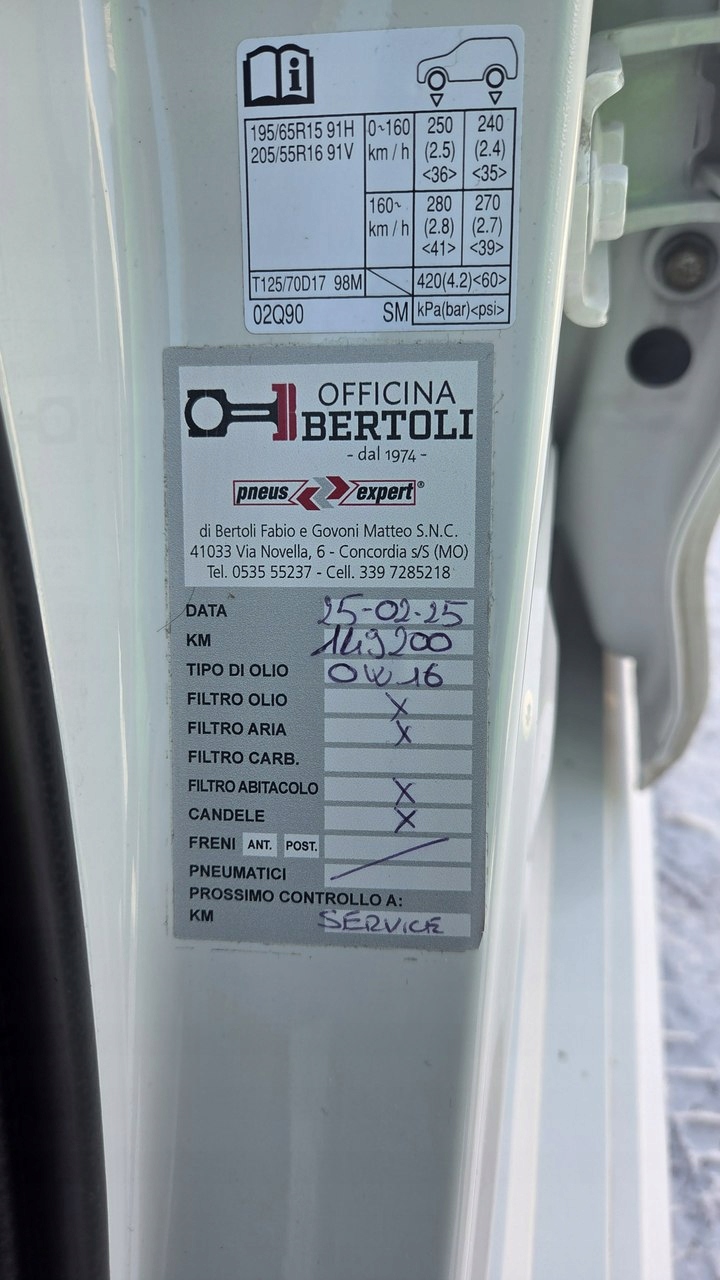 195/65R15 91H 0~160 km/h 250 (2.5) <36> 240 (2.4) <35>
205/55R16 91V
160~ km/h 280 (2.8) <41> 270 (2.7) <39>
T125/70D17 98M 420(4.2)<60>
02Q90 SM kPa(bar)<psi>
OFFICINA
BERTOLI
- dal 1974 -
pneus expert®
di Bertoli Fabio e Govoni Matteo S.N.C.
41033 Via Novella, 6 - Concordia s/S (MO)
Tel. 0535 55237 - Cell. 339 7285218
DATA 25-02-25
KM 149200
TIPO DI OLIO 0W16
FILTRO OLIO X
FILTRO ARIA X
FILTRO CARB.
FILTRO ABITACOLO X
CANDELE X
FRENI ANT. POST.
PNEUMATICI
PROSSIMO CONTROLLO A:
KM SERVICE